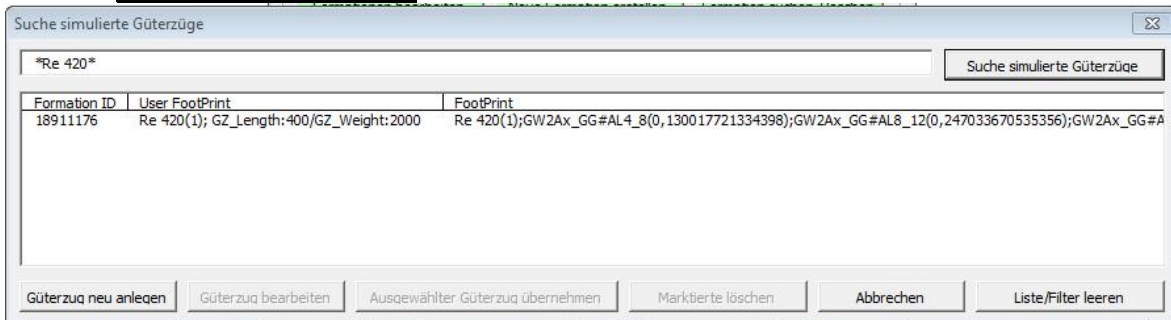 Suche simulierte Güterzüge
*Re 420*
Suche simulierte Güterzüge
Formation ID User FootPrint FootPrint
18911176 Re 420(1); GZ_Length:400/GZ_Weight:2000 Re 420(1);GW2Ax_GG#AL4_8(0,130017721334398);GW2Ax_GG#AL8_12(0,247033670535356);GW2Ax_GG#A
Güterzug neu anlegen Güterzug bearbeiten Ausgewählter Güterzug übernehmen Marktierte löschen Abbrechen Liste/Filter leeren